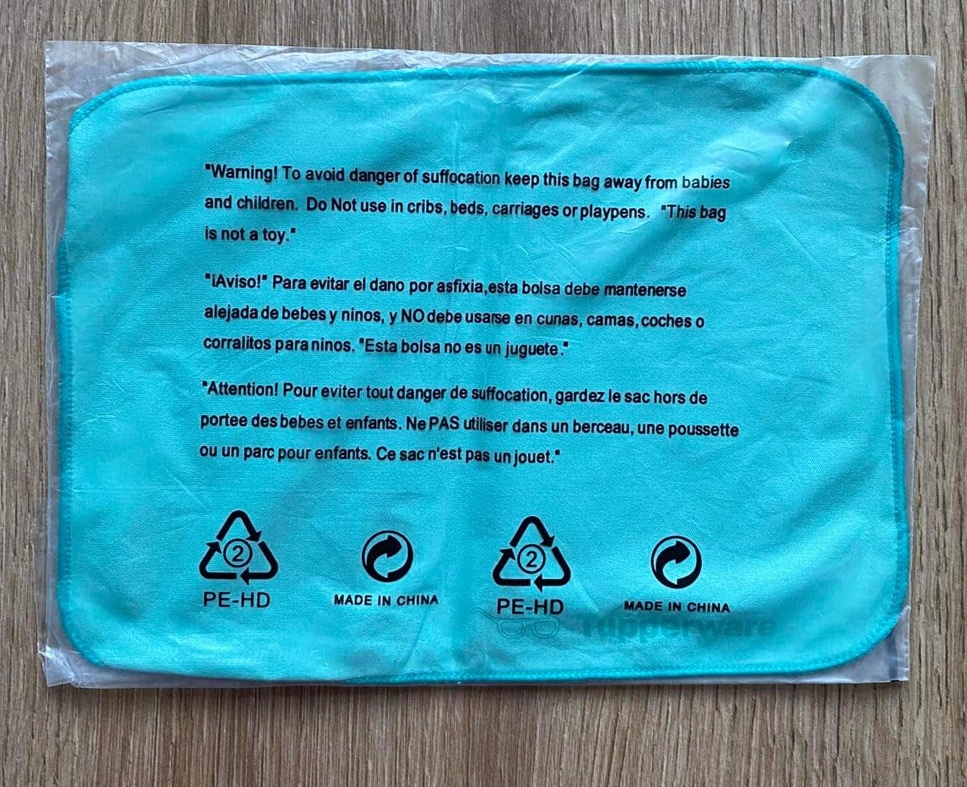 "Warning! To avoid danger of suffocation keep this bag away from babies
and children. Do Not use in cribs, beds, carriages or playpens. "This bag
is not a toy."
"¡Aviso!" Para evitar el dano por asfixia,esta bolsa debe mantenerse
alejada de bebes y ninos, y NO debe usarse en cunas, camas, coches o
corralitos para ninos. "Esta bolsa no es un juguete."
"Attention! Pour eviter tout danger de suffocation, gardez le sac hors de
portee des bebes et enfants. Ne PAS utiliser dans un berceau, une poussette
ou un parc pour enfants. Ce sac n'est pas un jouet."
2 2
PE-HD MADE IN CHINA PE-HD MADE IN CHINA
Tupperware